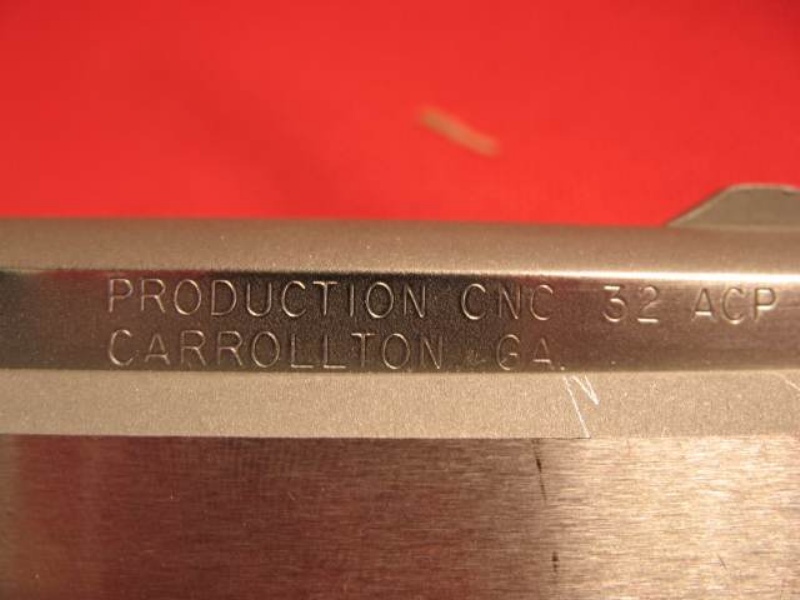 PRODUCTION CNC 32 ACP
CARROLLTON GA.